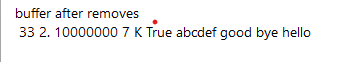 buffer after removes
33 2. 10000000 7 K True abcdef good bye hello